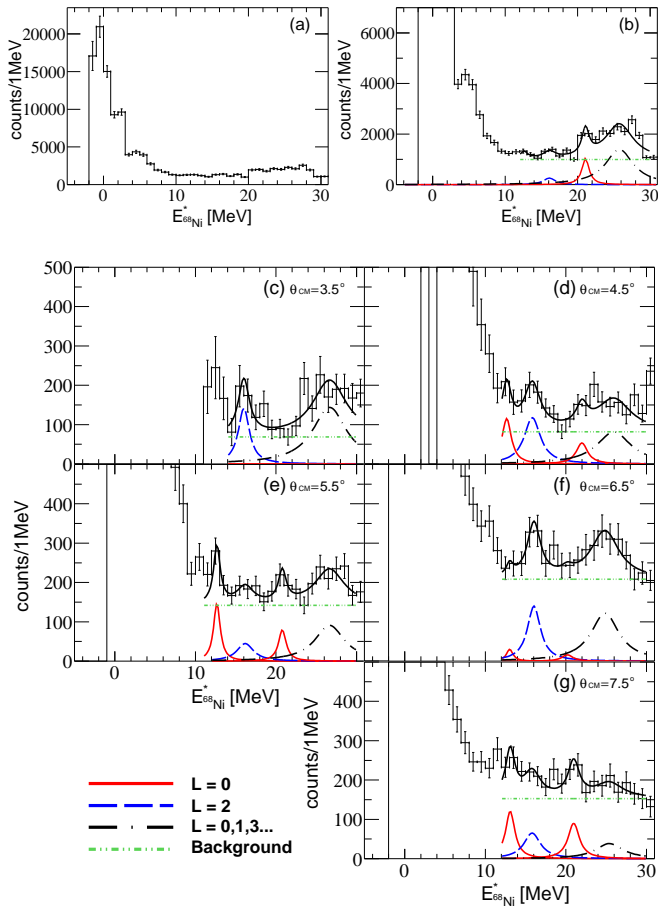 (a)
counts/1MeV
20000
15000
10000
5000
0
0 10 20 30
E*68Ni [MeV]
(b)
counts/1MeV
6000
4000
2000
0
0 10 20 30
E*68Ni [MeV]
(c) θCM=3.5°
500
400
300
200
100
0
(d) θCM=4.5°
(e) θCM=5.5°
counts/1MeV
400
300
200
100
0
0 10 20
E*68Ni [MeV]
(f) θCM=6.5°
(g) θCM=7.5°
counts/1MeV
400
300
200
100
0
0 10 20 30
E*68Ni [MeV]
L = 0
L = 2
L = 0,1,3...
Background